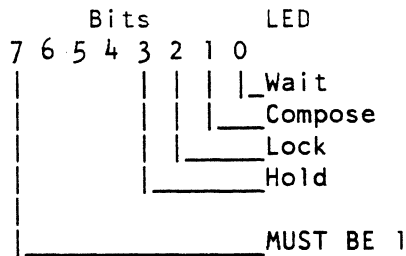 Bits LED
7 6 5 4 3 2 1 0
Wait
Compose
Lock
Hold
MUST BE 1